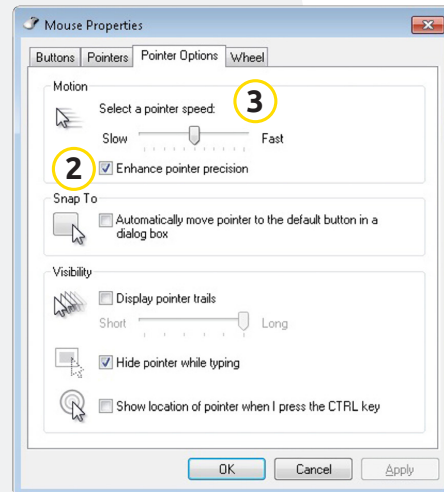 Mouse Properties
Buttons Pointers Pointer Options Wheel
Motion
Select a pointer speed: 3
Slow Fast
2 Enhance pointer precision
Snap To
Automatically move pointer to the default button in a
dialog box
Visibility
Display pointer trails
Short Long
Hide pointer while typing
Show location of pointer when I press the CTRL key
OK Cancel Apply